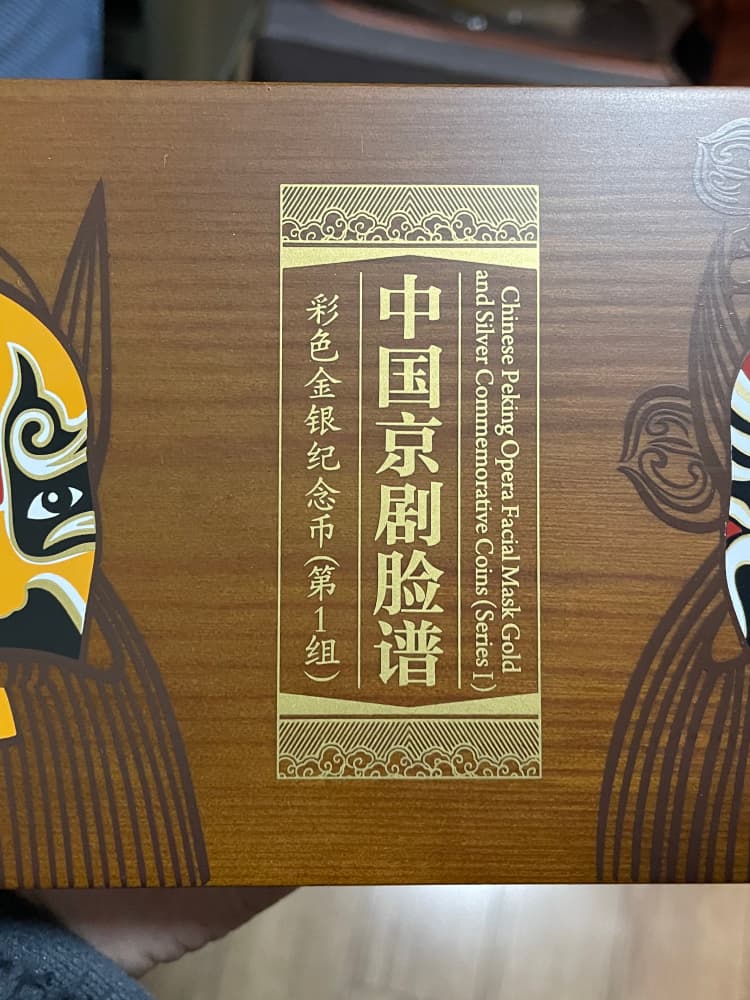 Chinese Peking Opera Facial Mask Gold
and Silver Commemorative Coins (Series I)
中国京剧脸谱
彩色金银纪念币(第1组)